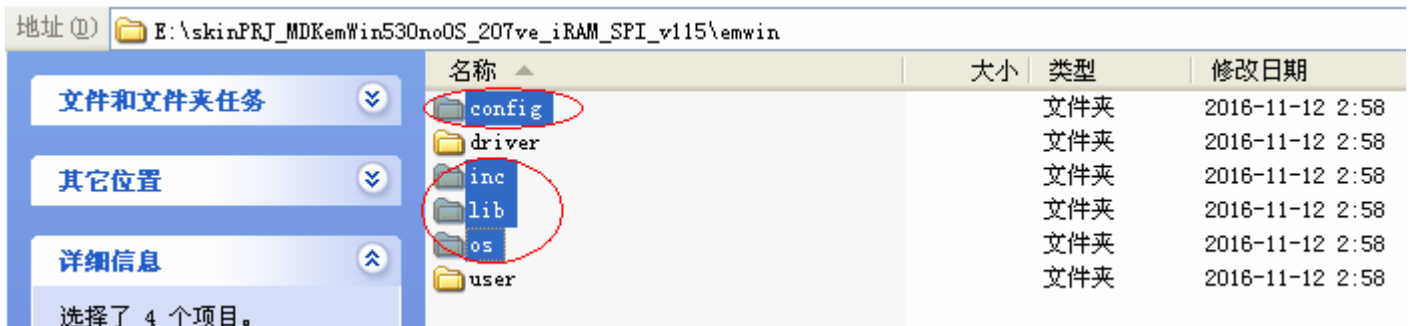 地址(D) E:\skinPRJ_MDKemWin530noOS_207ve_iRAM_SPI_v115\emwin
名称 大小 类型 修改日期
文件和文件夹任务
config 文件夹 2016-11-12 2:58
driver 文件夹 2016-11-12 2:58
其它位置
inc 文件夹 2016-11-12 2:58
lib 文件夹 2016-11-12 2:58
os 文件夹 2016-11-12 2:58
详细信息
user 文件夹 2016-11-12 2:58
选择了 4 个项目。